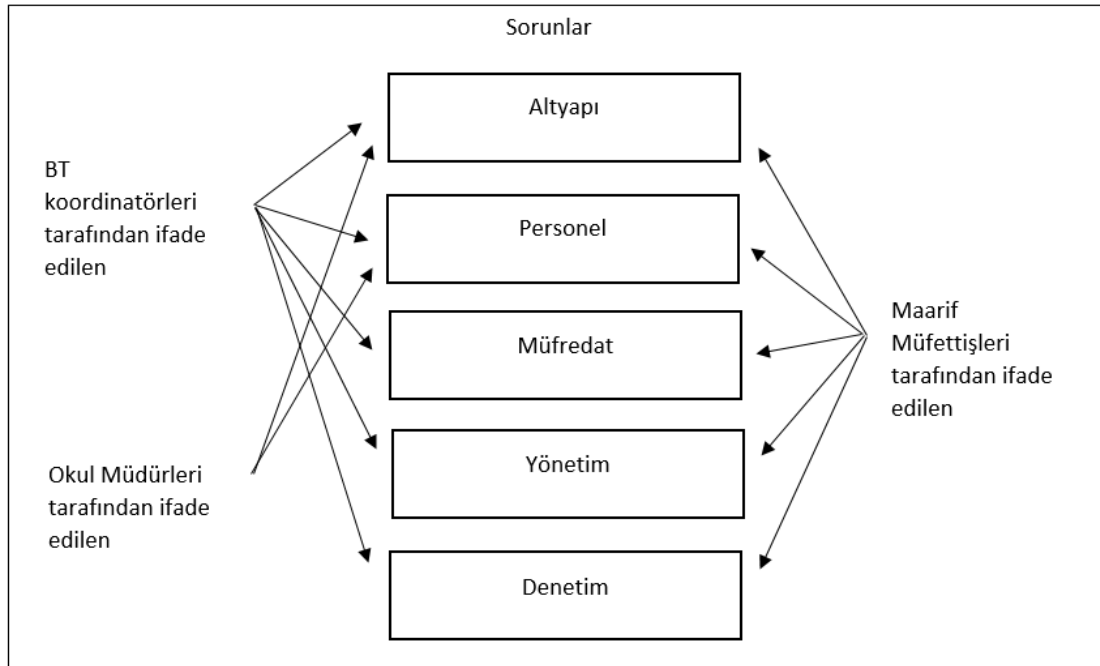 Sorunlar
Altyapı
BT
koordinatörleri
tarafından ifade
edilen
Personel
Müfredat
Maarif
Müfettişleri
tarafından ifade
edilen
Yönetim
Okul Müdürleri
tarafından ifade
edilen
Denetim